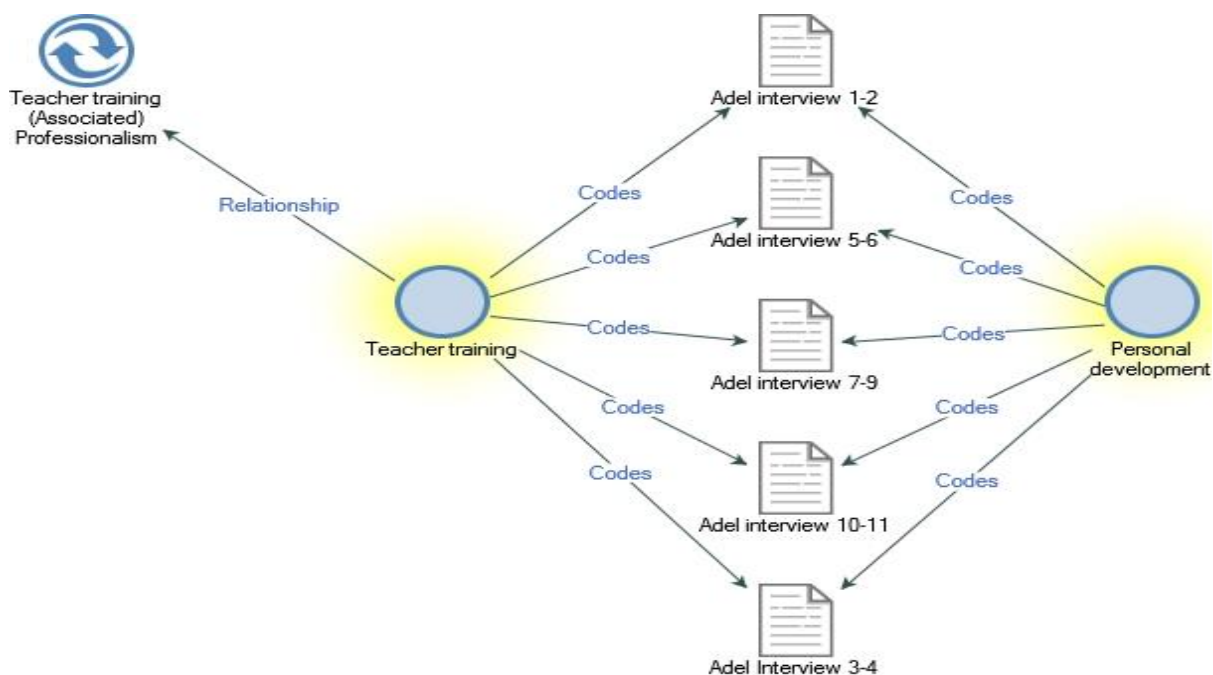 Adel interview 1-2
Teacher training
(Associated)
Professionalism
Codes
Codes
Relationship
Adel interview 5-6
Codes
Codes
Codes
Codes
Teacher training
Personal
development
Adel interview 7-9
Codes
Codes
Codes
Codes
Adel interview 10-11
Adel Interview 3-4